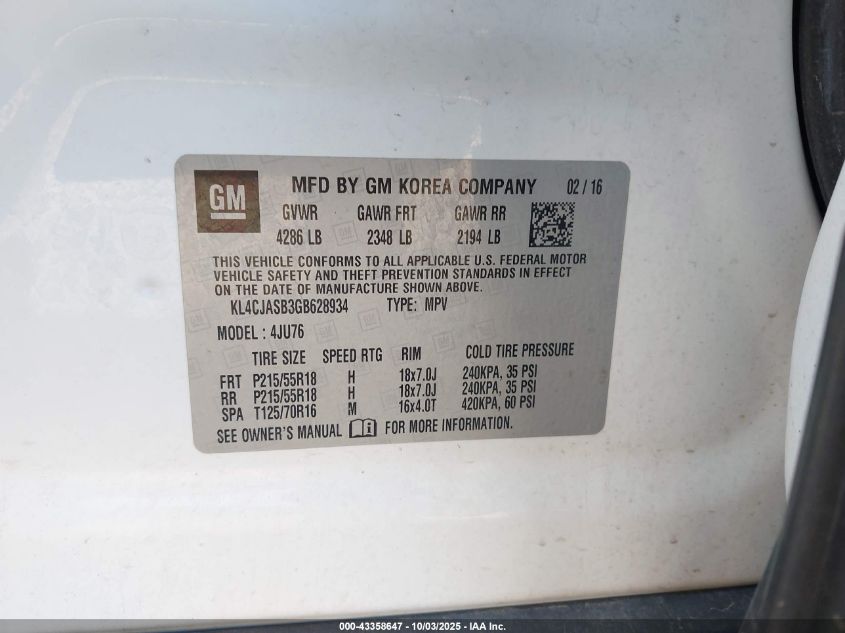 GM
MFD BY GM KOREA COMPANY 02 / 16
GVWR GAWR FRT GAWR RR
4286 LB 2348 LB 2194 LB
THIS VEHICLE CONFORMS TO ALL APPLICABLE U.S. FEDERAL MOTOR
VEHICLE SAFETY AND THEFT PREVENTION STANDARDS IN EFFECT
ON THE DATE OF MANUFACTURE SHOWN ABOVE.
KL4CJASB3GB628934 TYPE: MPV
MODEL : 4JU76
TIRE SIZE SPEED RTG RIM COLD TIRE PRESSURE
FRT P215/55R18 H 18x7.0J 240KPA, 35 PSI
RR P215/55R18 H 18x7.0J 240KPA, 35 PSI
SPA T125/70R16 M 16x4.0T 420KPA, 60 PSI
SEE OWNER'S MANUAL FOR MORE INFORMATION.
000-43358647 - 10/03/2025 - IAA Inc.